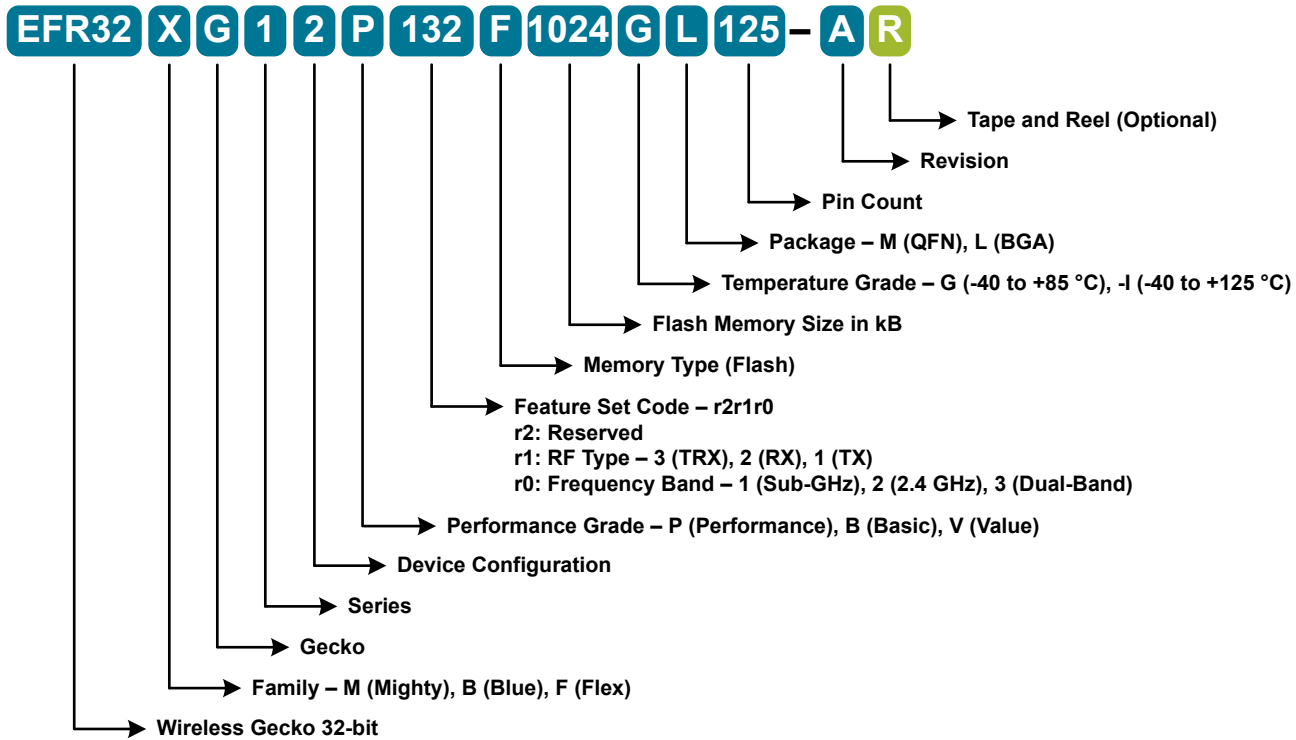 EFR32 X G 1 2 P 132 F 1024 G L 125 – A R
Tape and Reel (Optional)
Revision
Pin Count
Package – M (QFN), L (BGA)
Temperature Grade – G (-40 to +85 °C), -I (-40 to +125 °C)
Flash Memory Size in kB
Memory Type (Flash)
Feature Set Code – r2r1r0
r2: Reserved
r1: RF Type – 3 (TRX), 2 (RX), 1 (TX)
r0: Frequency Band – 1 (Sub-GHz), 2 (2.4 GHz), 3 (Dual-Band)
Performance Grade – P (Performance), B (Basic), V (Value)
Device Configuration
Series
Gecko
Family – M (Mighty), B (Blue), F (Flex)
Wireless Gecko 32-bit